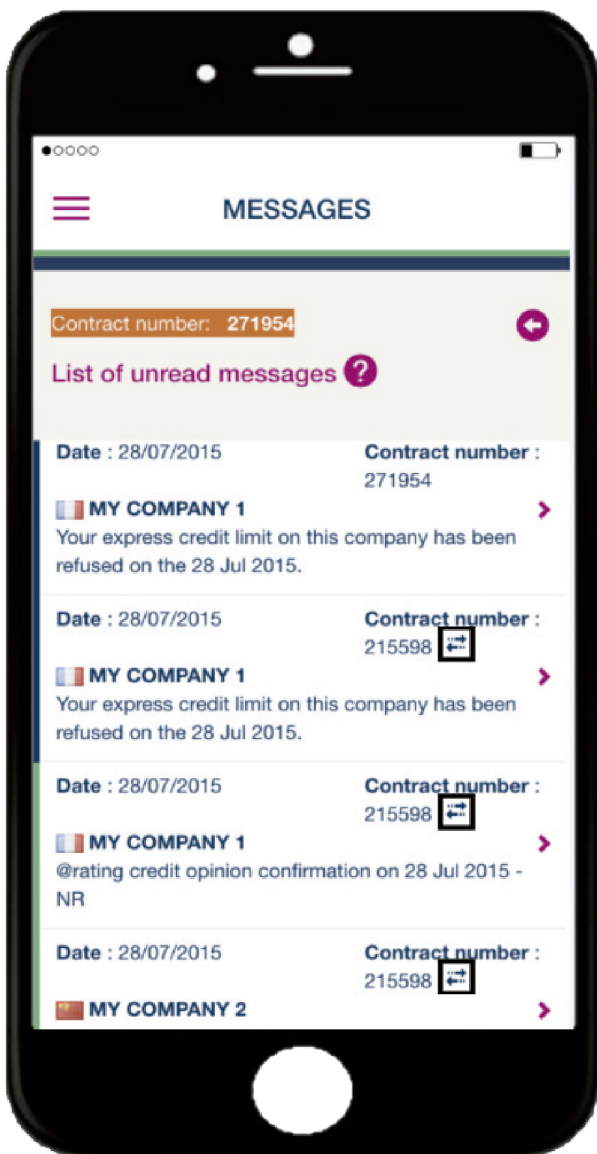 MESSAGES
Contract number: 271954
List of unread messages ?
Date : 28/07/2015 Contract number :
271954
MY COMPANY 1
Your express credit limit on this company has been
refused on the 28 Jul 2015.
Date : 28/07/2015 Contract number :
215598
MY COMPANY 1
Your express credit limit on this company has been
refused on the 28 Jul 2015.
Date : 28/07/2015 Contract number :
215598
MY COMPANY 1
@rating credit opinion confirmation on 28 Jul 2015 -
NR
Date : 28/07/2015 Contract number :
215598
MY COMPANY 2